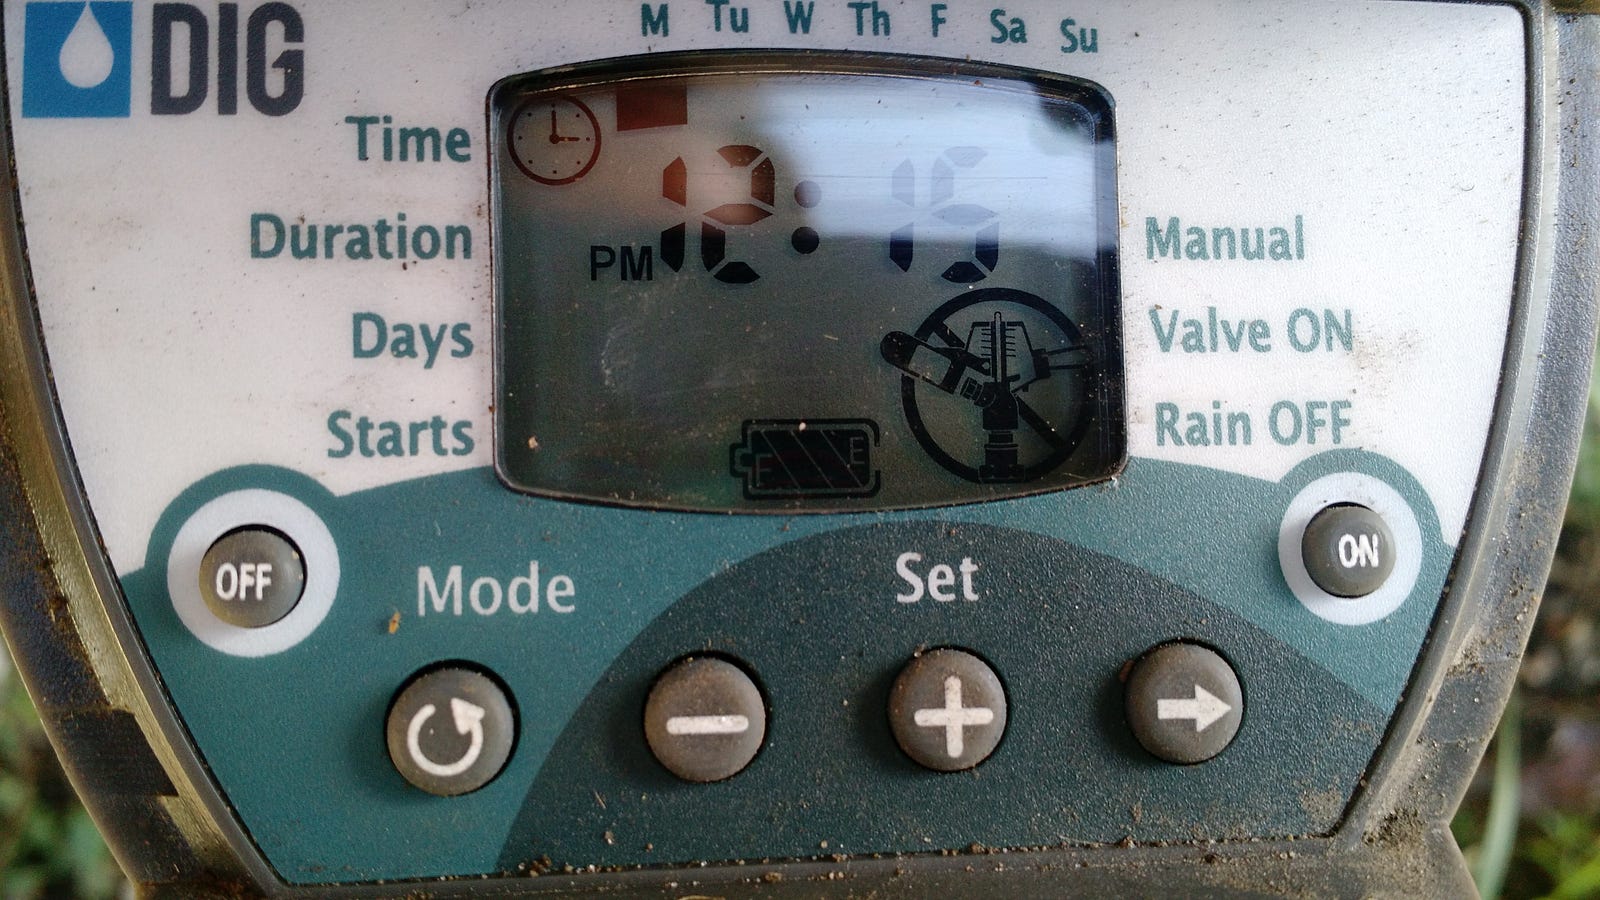 DIG
M Tu W Th F Sa Su
Time
PM 12:15
Duration
Manual
Days
Valve ON
Starts
Rain OFF
E E
OFF
Mode
Set
ON